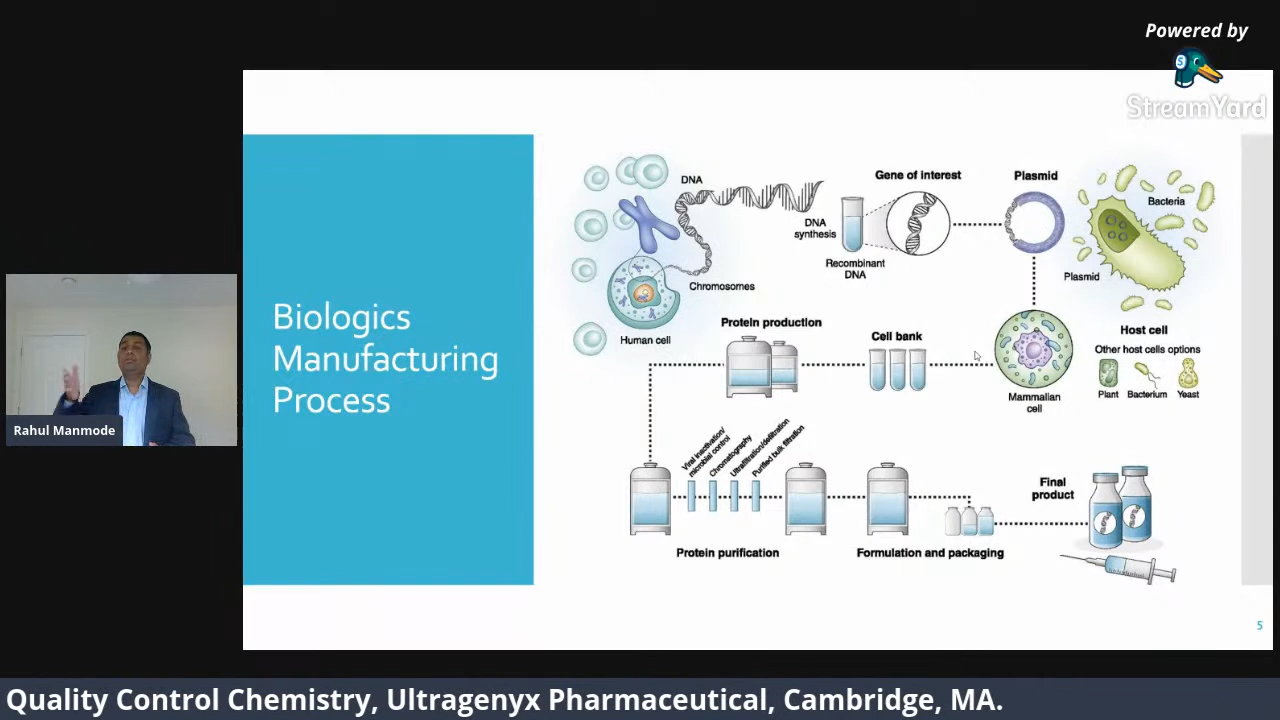 Powered by
StreamYard
Biologics
Manufacturing
Process
DNA
Gene of interest
Plasmid
Bacteria
DNA
synthesis
Recombinant
DNA
Plasmid
Chromosomes
Human cell
Protein production
Cell bank
Host cell
Other host cells options
Plant
Bacterium
Yeast
Mammalian
cell
Viral inactivation/
microbial control
Chromatography
Ultrafiltration/defiltration
Purified bulk filtration
Protein purification
Formulation and packaging
Final
product
5
Rahul Manmode
Quality Control Chemistry, Ultragenyx Pharmaceutical, Cambridge, MA.